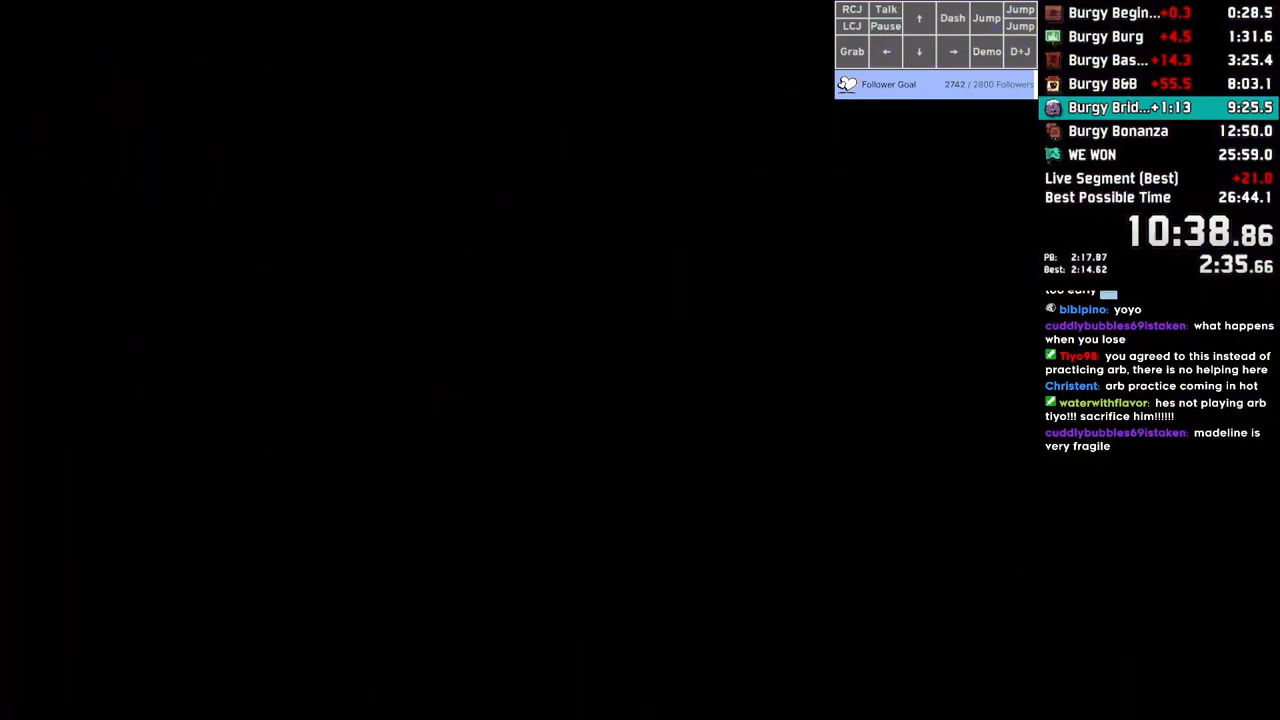 RCJ Talk ↑ Dash Jump Jump
LCJ Pause Jump
Grab ← ↓ → Demo D+J
Follower Goal 2742 / 2800 Followers
Burgy Begin... +0.3 0:28.5
Burgy Burg +4.5 1:31.6
Burgy Bas... +14.3 3:25.4
Burgy B&B +55.5 8:03.1
Burgy Brid... +1:13 9:25.5
Burgy Bonanza 12:50.0
WE WON 25:59.0
Live Segment (Best) +21.0
Best Possible Time 26:44.1
10:38.86
PB: 2:17.87
Best: 2:14.62
2:35.66
too early
bibipino: yoyo
cuddlybubbles69istaken: what happens
when you lose
Tiyo98: you agreed to this instead of
practicing arb, there is no helping here
Christent: arb practice coming in hot
waterwithflavor: hes not playing arb
tiyo!!! sacrifice him!!!!!!
cuddlybubbles69istaken: madeline is
very fragile